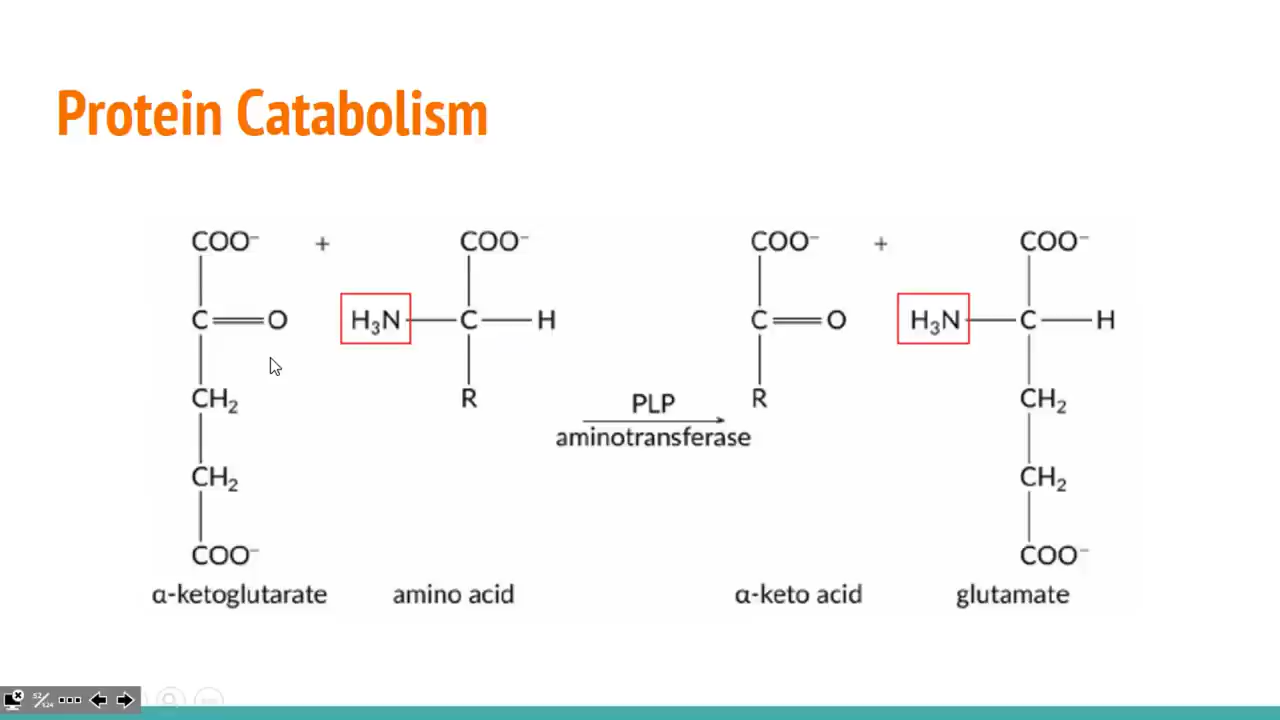 Protein Catabolism
COO⁻ + COO⁻ COO⁻ + COO⁻
C O H₃N C H C O H₃N C H
CH₂ R PLP R CH₂
aminotransferase
CH₂ CH₂
COO⁻ COO⁻
α-ketoglutarate amino acid α-keto acid glutamate